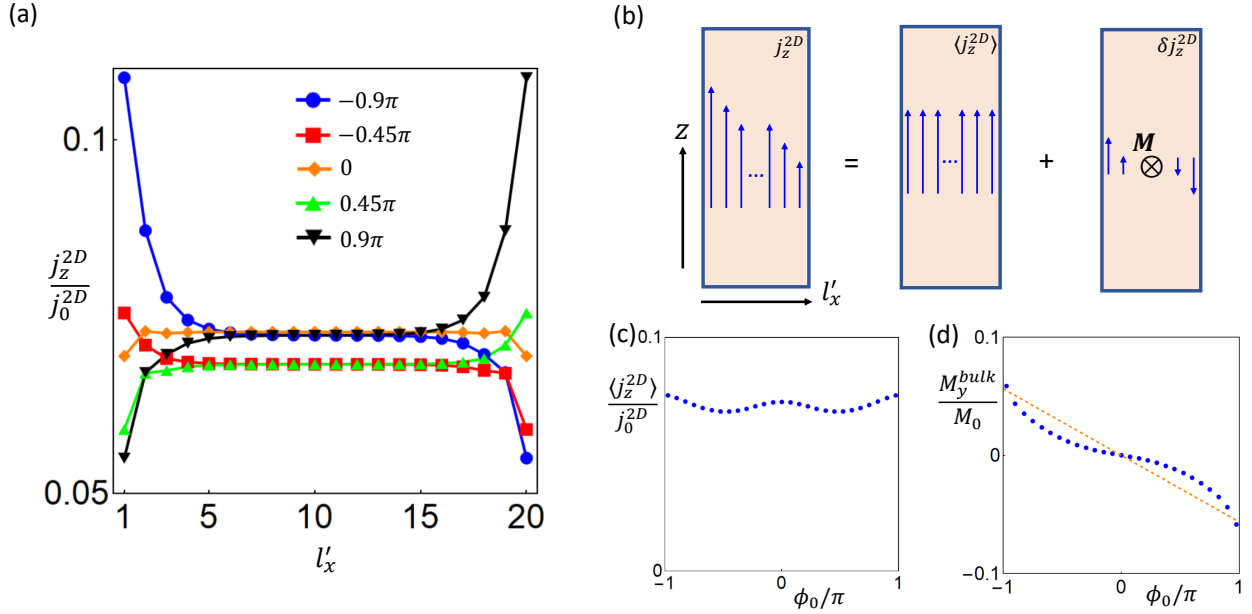 (a)
j_z^{2D} / j_0^{2D}
0.1
0.05
−0.9π
−0.45π
0
0.45π
0.9π
1 5 10 15 20
l'_x
(b)
z
l'_x
j_z^{2D}
=
⟨j_z^{2D}⟩
+
δj_z^{2D}
M
...
...
(c)
⟨j_z^{2D}⟩ / j_0^{2D}
0.1
0
−1 0 1
ϕ_0/π
(d)
M_y^{bulk} / M_0
0.1
0
−0.1
−1 0 1
ϕ_0/π